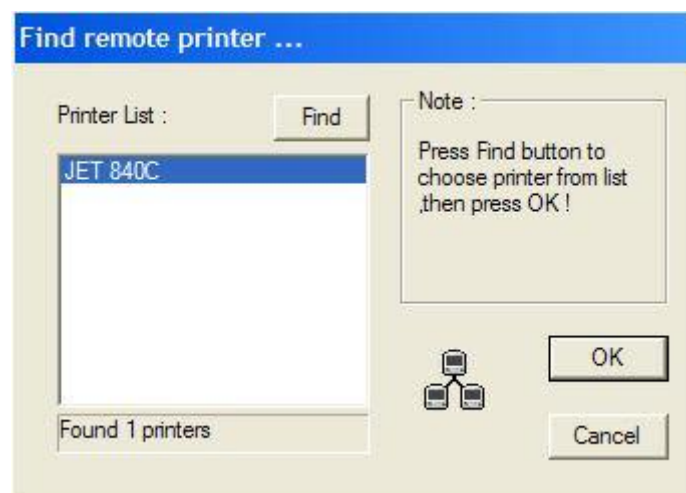 Find remote printer ...
Printer List :
Find
JET 840C
Found 1 printers
Note :
Press Find button to
choose printer from list
,then press OK !
OK
Cancel